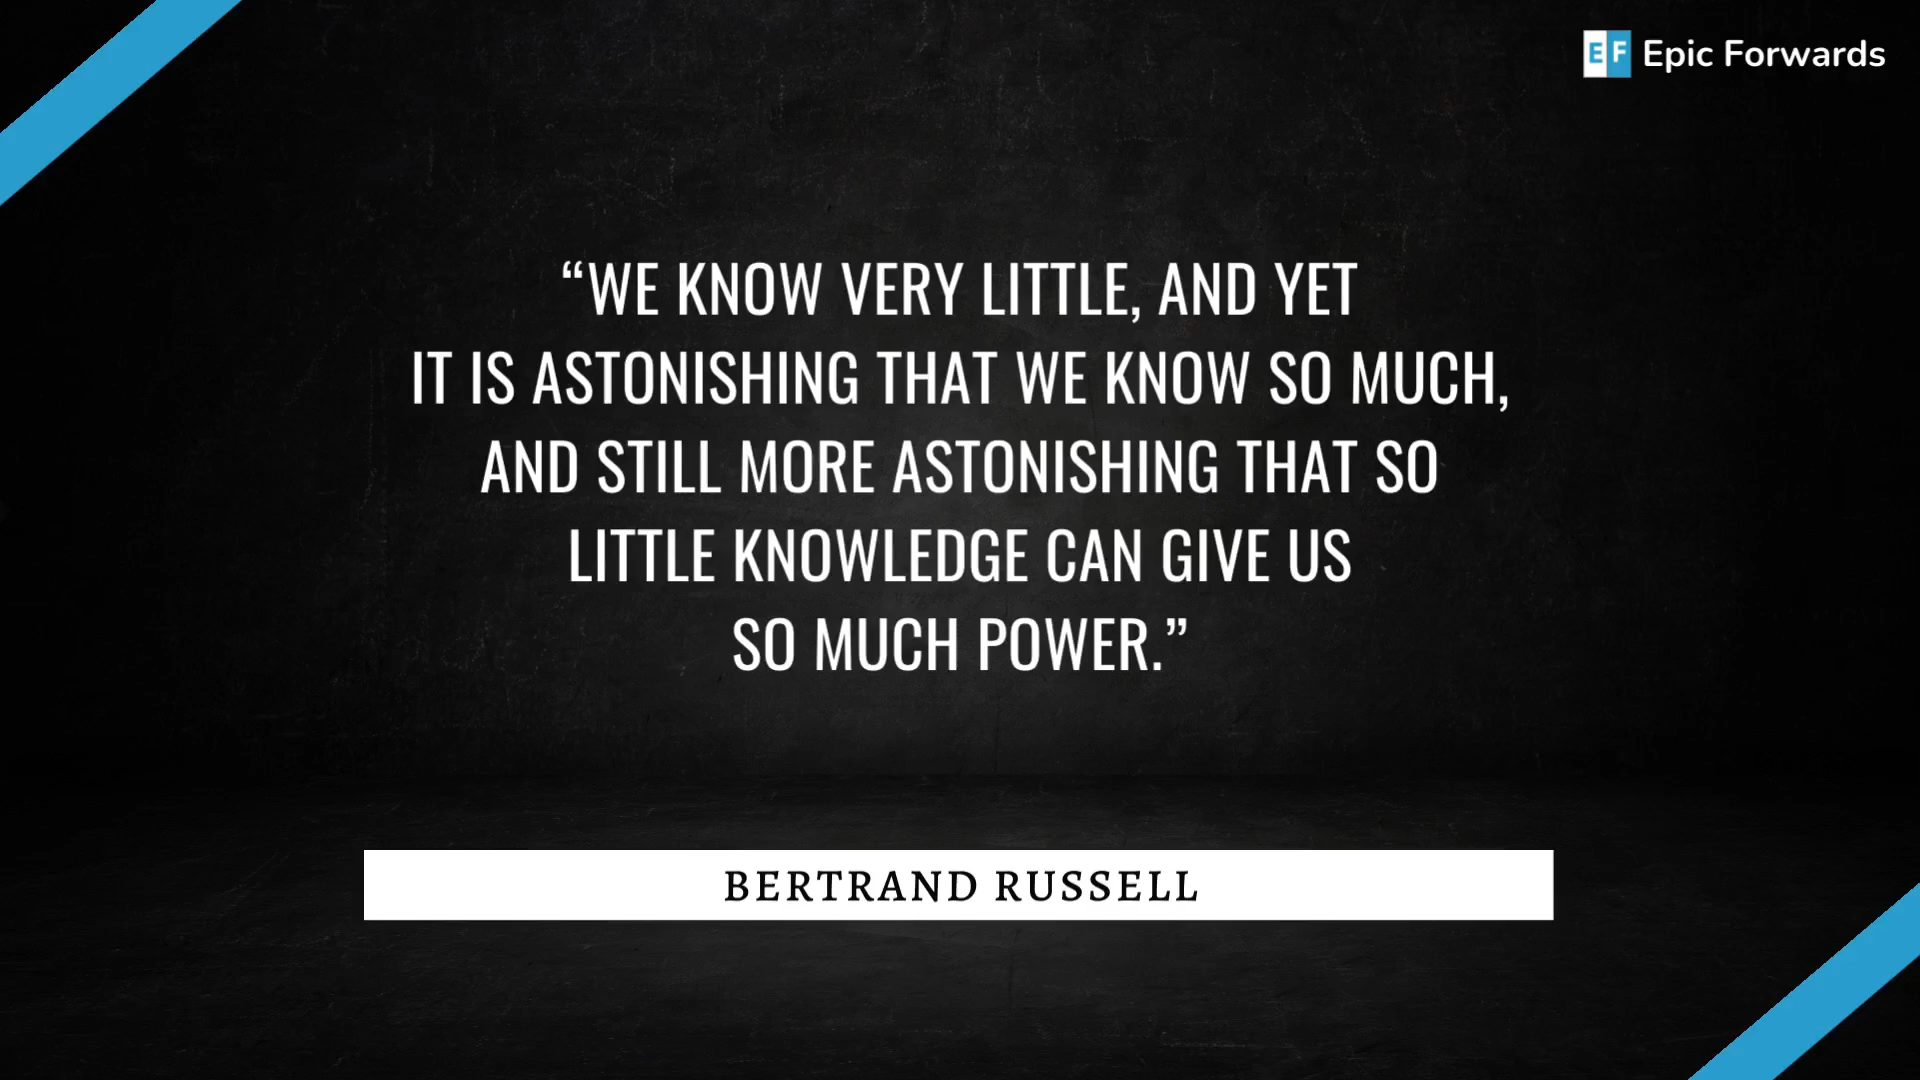 EF Epic Forwards
“WE KNOW VERY LITTLE, AND YET
IT IS ASTONISHING THAT WE KNOW SO MUCH,
AND STILL MORE ASTONISHING THAT SO
LITTLE KNOWLEDGE CAN GIVE US
SO MUCH POWER.”
BERTRAND RUSSELL